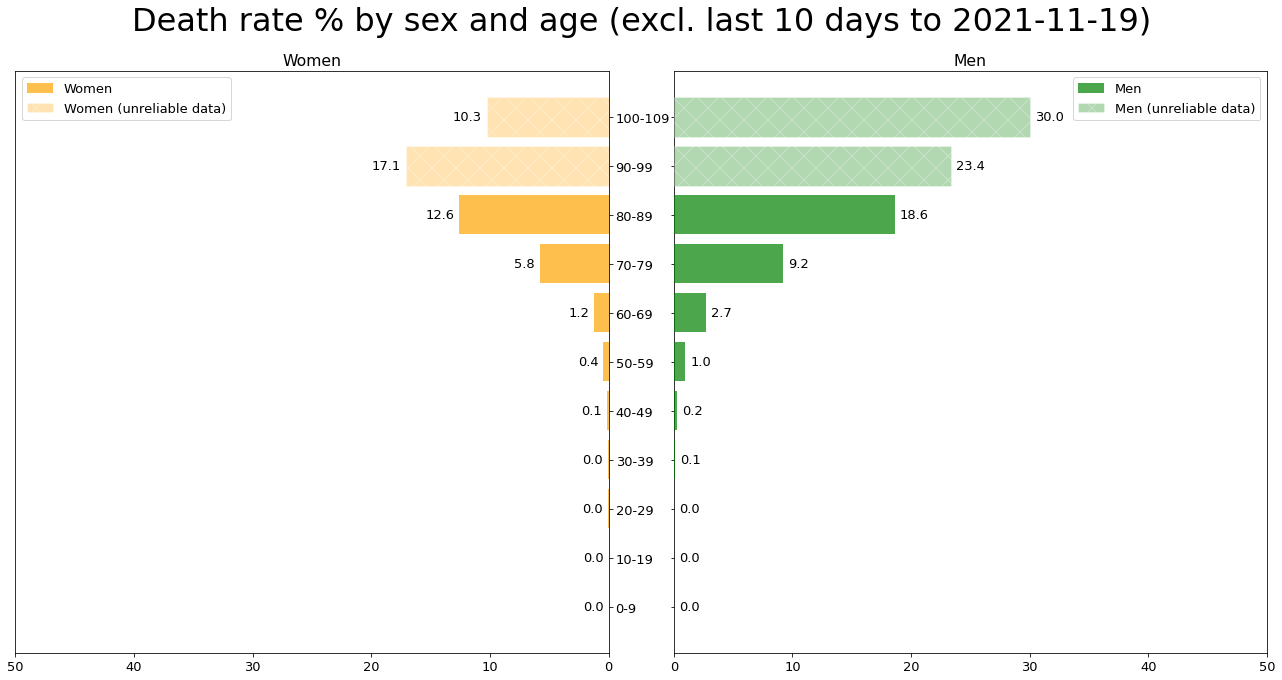 Death rate % by sex and age (excl. last 10 days to 2021-11-19)
Women
Men
Women
Women (unreliable data)
Men
Men (unreliable data)
10.3 100-109 30.0
17.1 90-99 23.4
12.6 80-89 18.6
5.8 70-79 9.2
1.2 60-69 2.7
0.4 50-59 1.0
0.1 40-49 0.2
0.0 30-39 0.1
0.0 20-29 0.0
0.0 10-19 0.0
0.0 0-9 0.0
50 40 30 20 10 0 0 10 20 30 40 50